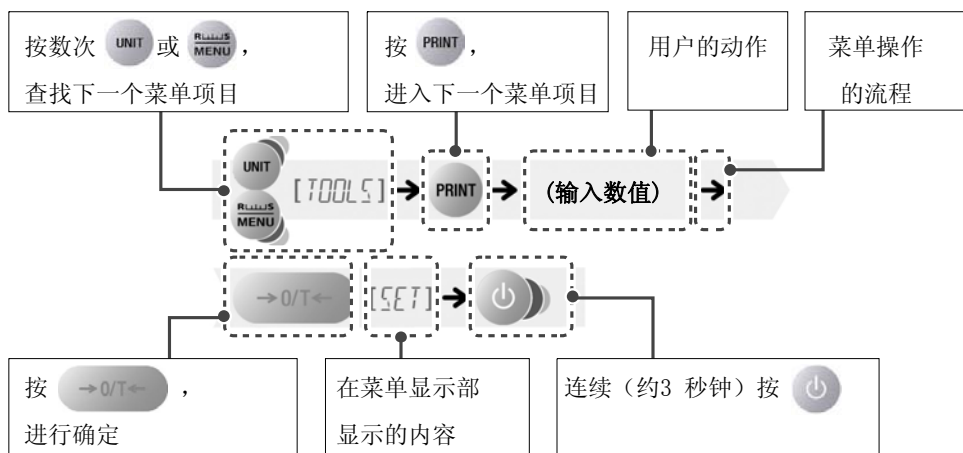 按数次 UNIT 或 MENU ，
查找下一个菜单项目
按 PRINT ，
进入下一个菜单项目
用户的动作
菜单操作
的流程
UNIT
MENU
[TOOLS] → PRINT → (输入数值) →
→0/T← [SET] →
按 →0/T← ，
进行确定
在菜单显示部
显示的内容
连续（约3 秒钟）按